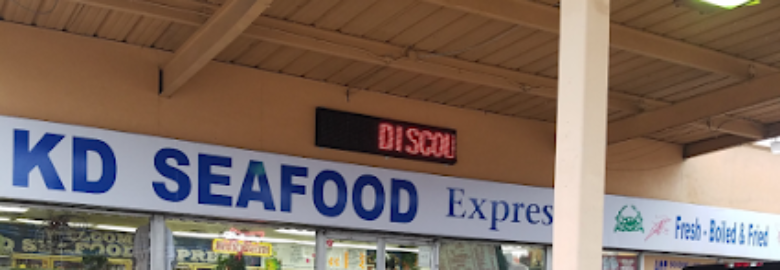 DISCOU
KD SEAFOOD Expres
Fresh - Boiled & Fried